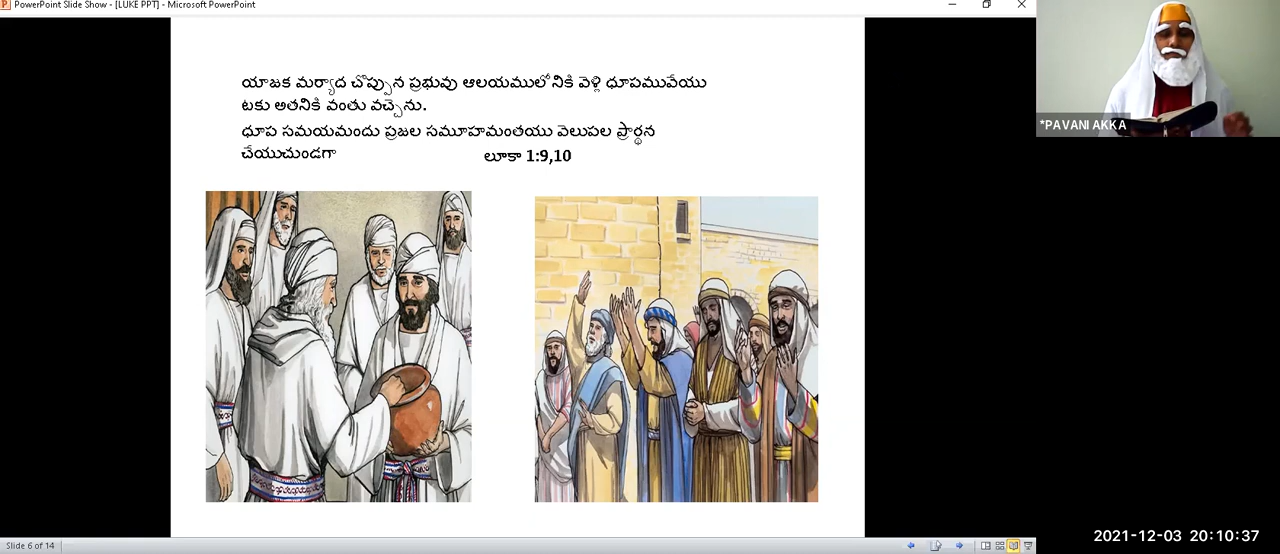 PowerPoint Slide Show - [LUKE PPT] - Microsoft PowerPoint
యాజక మర్యాద చొప్పున ప్రభువు ఆలయములోనికి వెళ్లి ధూపమువేయు
టకు అతనికి వంతు వచ్చెను.
ధూప సమయమందు ప్రజల సమూహమంతయు వెలుపల ప్రార్థన
చేయుచుండగా లూకా 1:9,10
*PAVANI AKKA
Slide 6 of 14
2021-12-03 20:10:37